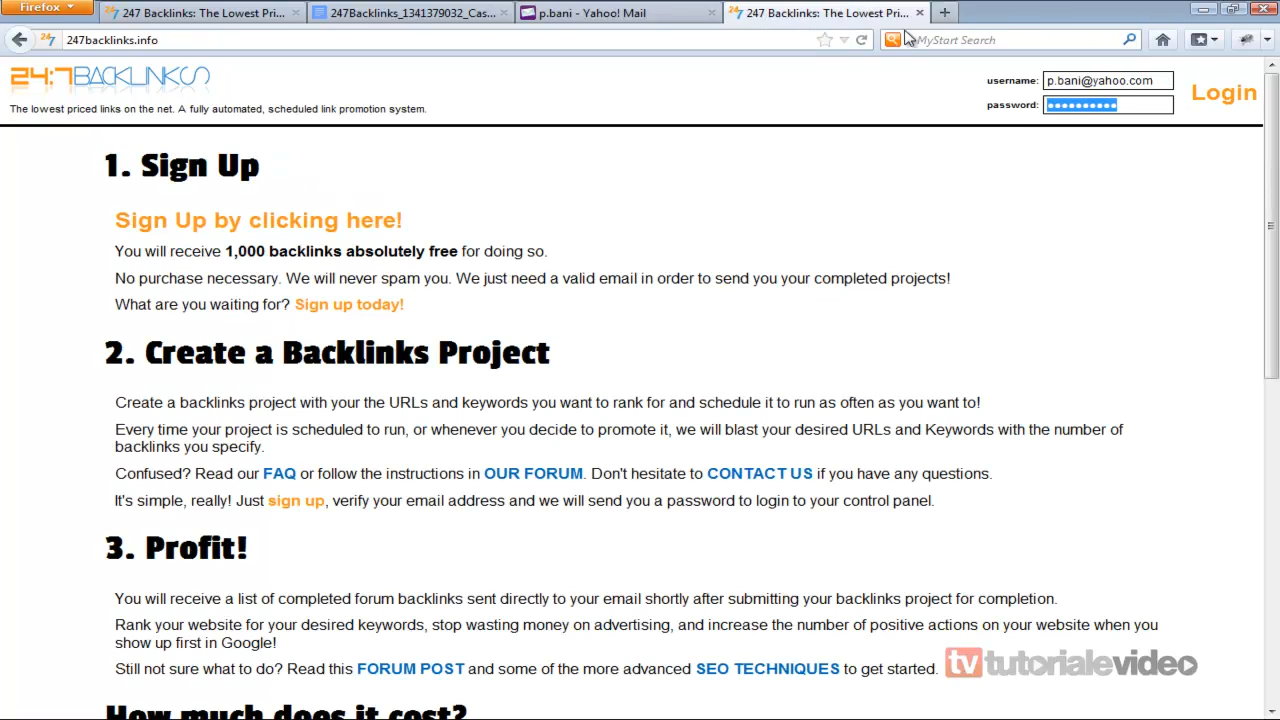 Firefox
247 Backlinks: The Lowest Pri...
247Backlinks_1341379032_Cas...
p.bani - Yahoo! Mail
247 Backlinks: The Lowest Pri...
247backlinks.info
MyStart Search
24:7BACKLINKS
The lowest priced links on the net. A fully automated, scheduled link promotion system.
username: p.bani@yahoo.com
password:
Login
1. Sign Up
Sign Up by clicking here!
You will receive 1,000 backlinks absolutely free for doing so.
No purchase necessary. We will never spam you. We just need a valid email in order to send you your completed projects!
What are you waiting for? Sign up today!
2. Create a Backlinks Project
Create a backlinks project with your the URLs and keywords you want to rank for and schedule it to run as often as you want to!
Every time your project is scheduled to run, or whenever you decide to promote it, we will blast your desired URLs and Keywords with the number of
backlinks you specify.
Confused? Read our FAQ or follow the instructions in OUR FORUM. Don't hesitate to CONTACT US if you have any questions.
It's simple, really! Just sign up, verify your email address and we will send you a password to login to your control panel.
3. Profit!
You will receive a list of completed forum backlinks sent directly to your email shortly after submitting your backlinks project for completion.
Rank your website for your desired keywords, stop wasting money on advertising, and increase the number of positive actions on your website when you
show up first in Google!
Still not sure what to do? Read this FORUM POST and some of the more advanced SEO TECHNIQUES to get started.
tv tutorialevideo
How much does it cost?